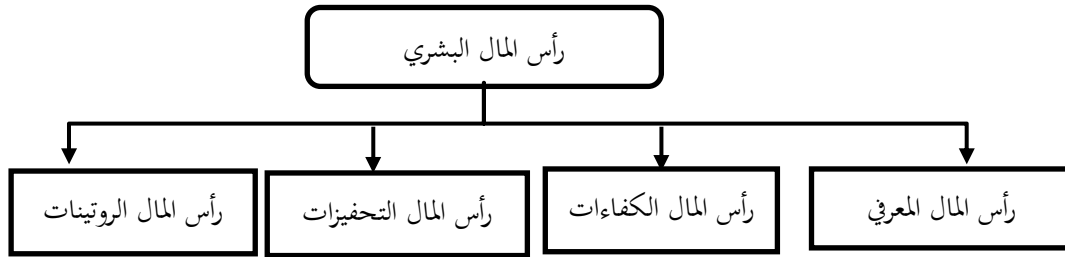 رأس المال البشري
رأس المال المعرفي
رأس المال الكفاءات
رأس المال التحفيزات
رأس المال الروتينات